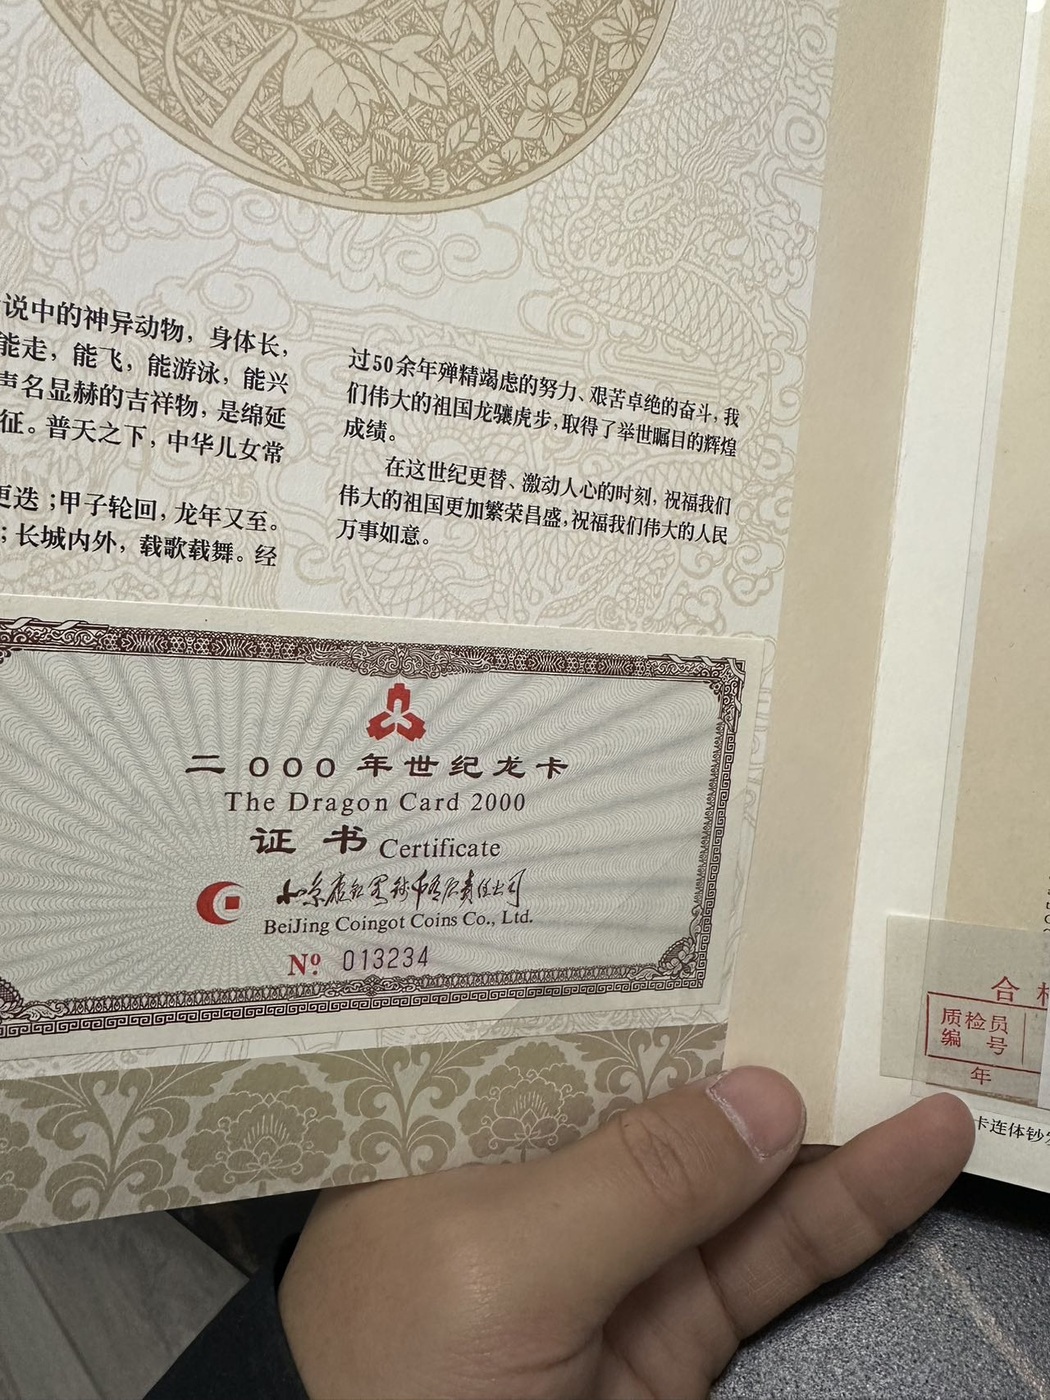 说中的神异动物，身体长，
能走，能飞，能游泳，能兴
声名显赫的吉祥物，是绵延
征。普天之下，中华儿女常
更迭；甲子轮回，龙年又至。
；长城内外，载歌载舞。经
过50余年殚精竭虑的努力、艰苦卓绝的奋斗，我
们伟大的祖国龙骧虎步，取得了举世瞩目的辉煌
成绩。
在这世纪更替、激动人心的时刻，祝福我们
伟大的祖国更加繁荣昌盛，祝福我们伟大的人民
万事如意。
二000年世纪龙卡
The Dragon Card 2000
证书 Certificate
BeiJing Coingot Coins Co., Ltd.
Nº 013234
合格
质检员
编号
年
卡连体钞